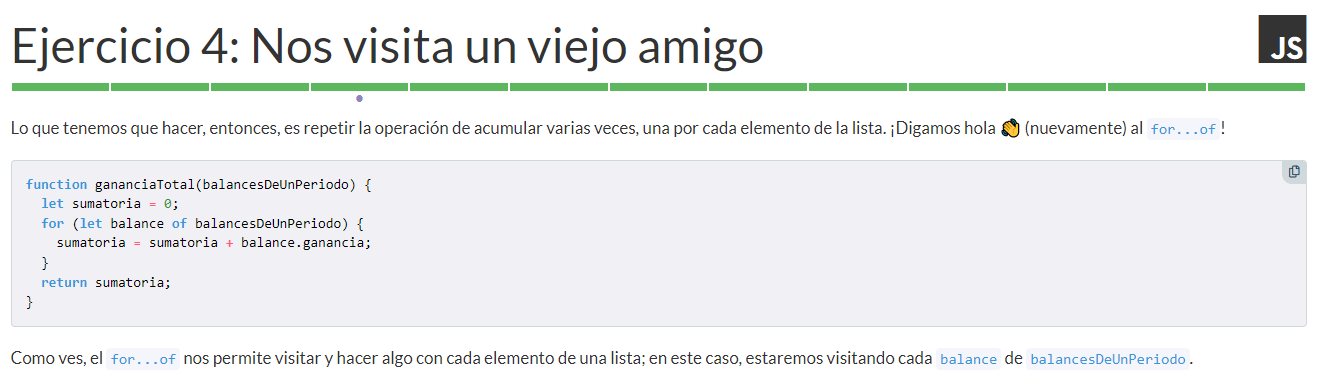 Ejercicio 4: Nos visita un viejo amigo
JS
Lo que tenemos que hacer, entonces, es repetir la operación de acumular varias veces, una por cada elemento de la lista. ¡Digamos hola 👏 (nuevamente) al for...of!
function gananciaTotal(balancesDeUnPeriodo) {
  let sumatoria = 0;
  for (let balance of balancesDeUnPeriodo) {
    sumatoria = sumatoria + balance.ganancia;
  }
  return sumatoria;
}
Como ves, el for...of nos permite visitar y hacer algo con cada elemento de una lista; en este caso, estaremos visitando cada balance de balancesDeUnPeriodo.